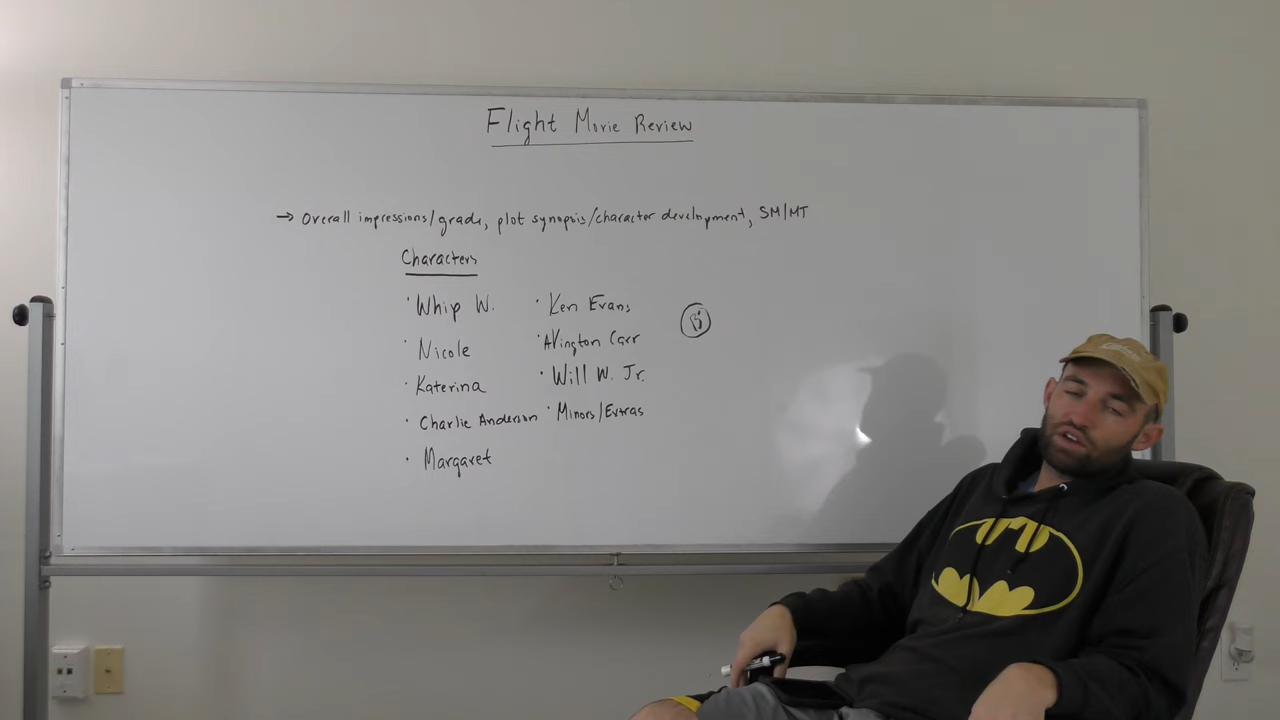 Flight Movie Review
→ Overall impressions/grade, plot synopsis/character development, SM/MT
Characters
· Whip W.
· Nicole
· Katerina
· Charlie Anderson
· Margaret
· Ken Evans
· Avington Carr
· Will W. Jr.
· Minors/Extras